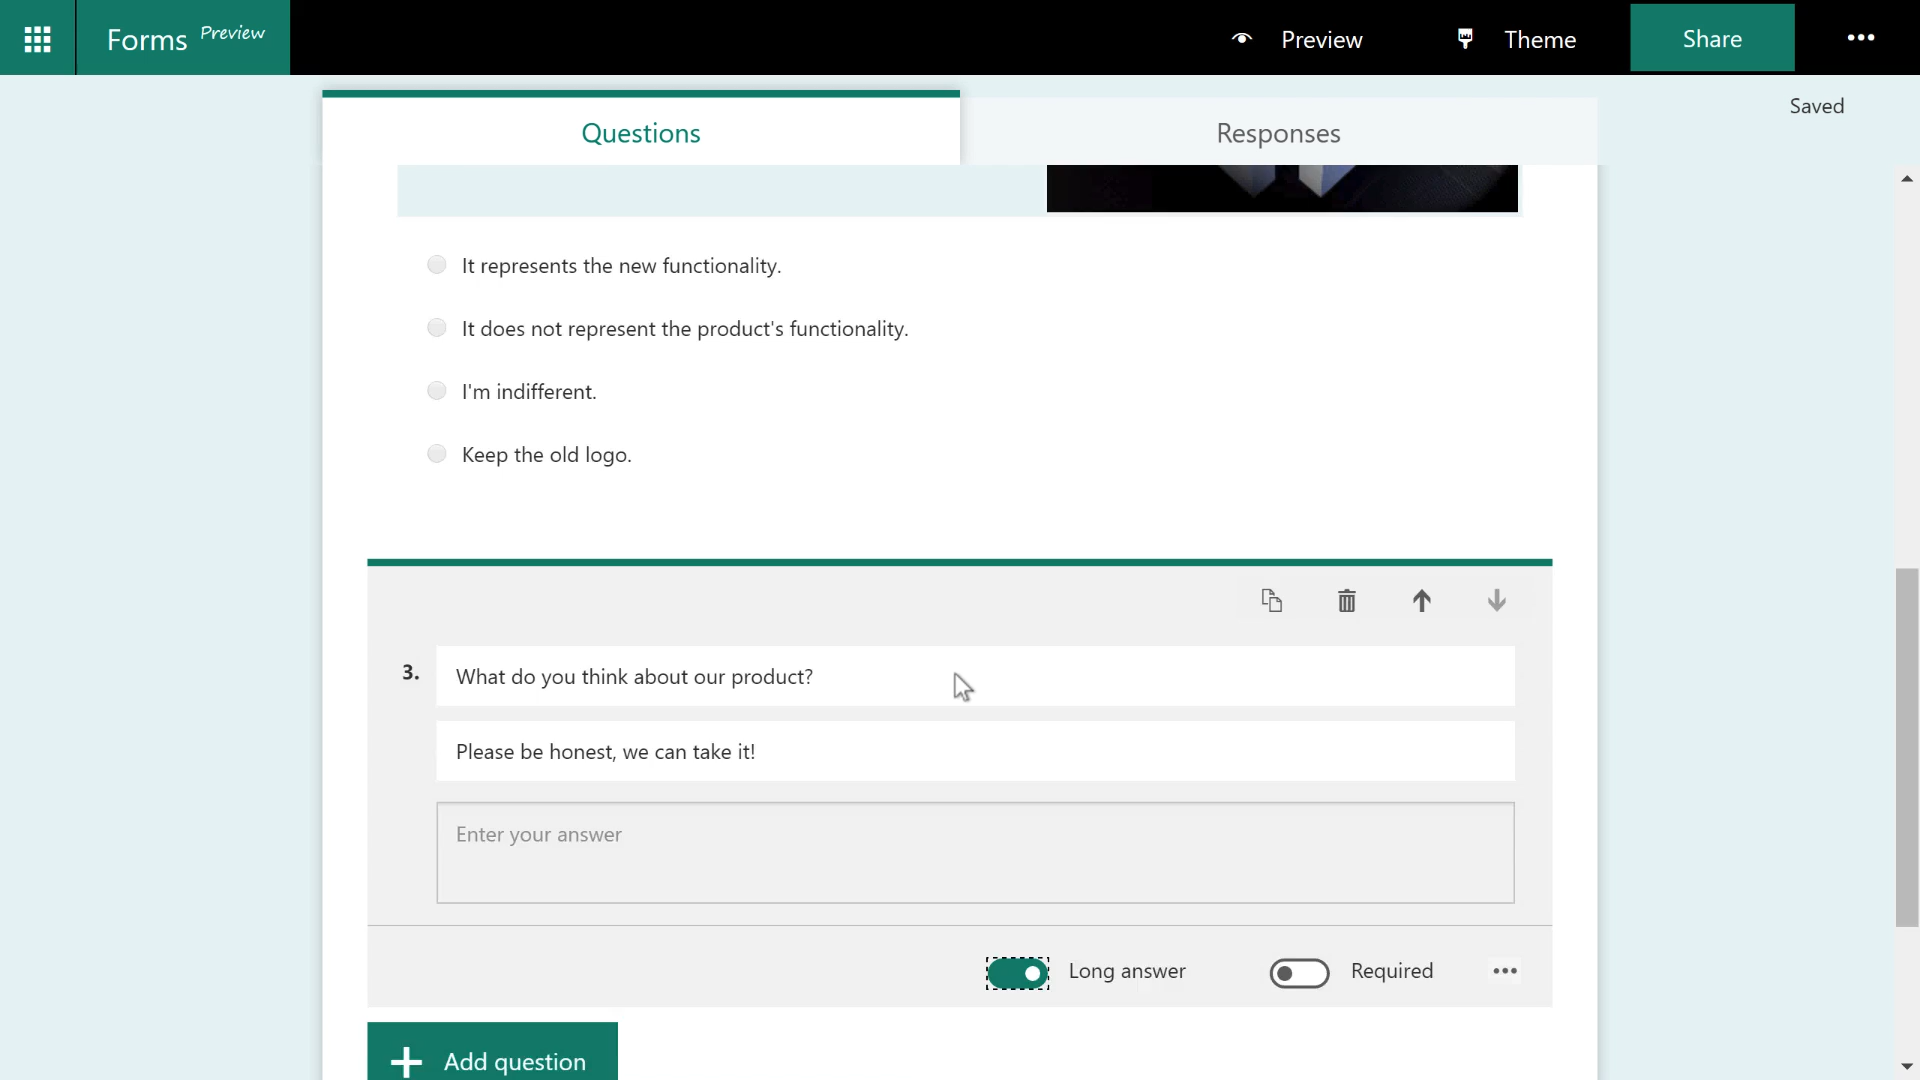 Forms Preview
Preview
Theme
Share
Saved
Questions
Responses
It represents the new functionality.
It does not represent the product's functionality.
I'm indifferent.
Keep the old logo.
3.
What do you think about our product?
Please be honest, we can take it!
Enter your answer
Long answer
Required
Add question